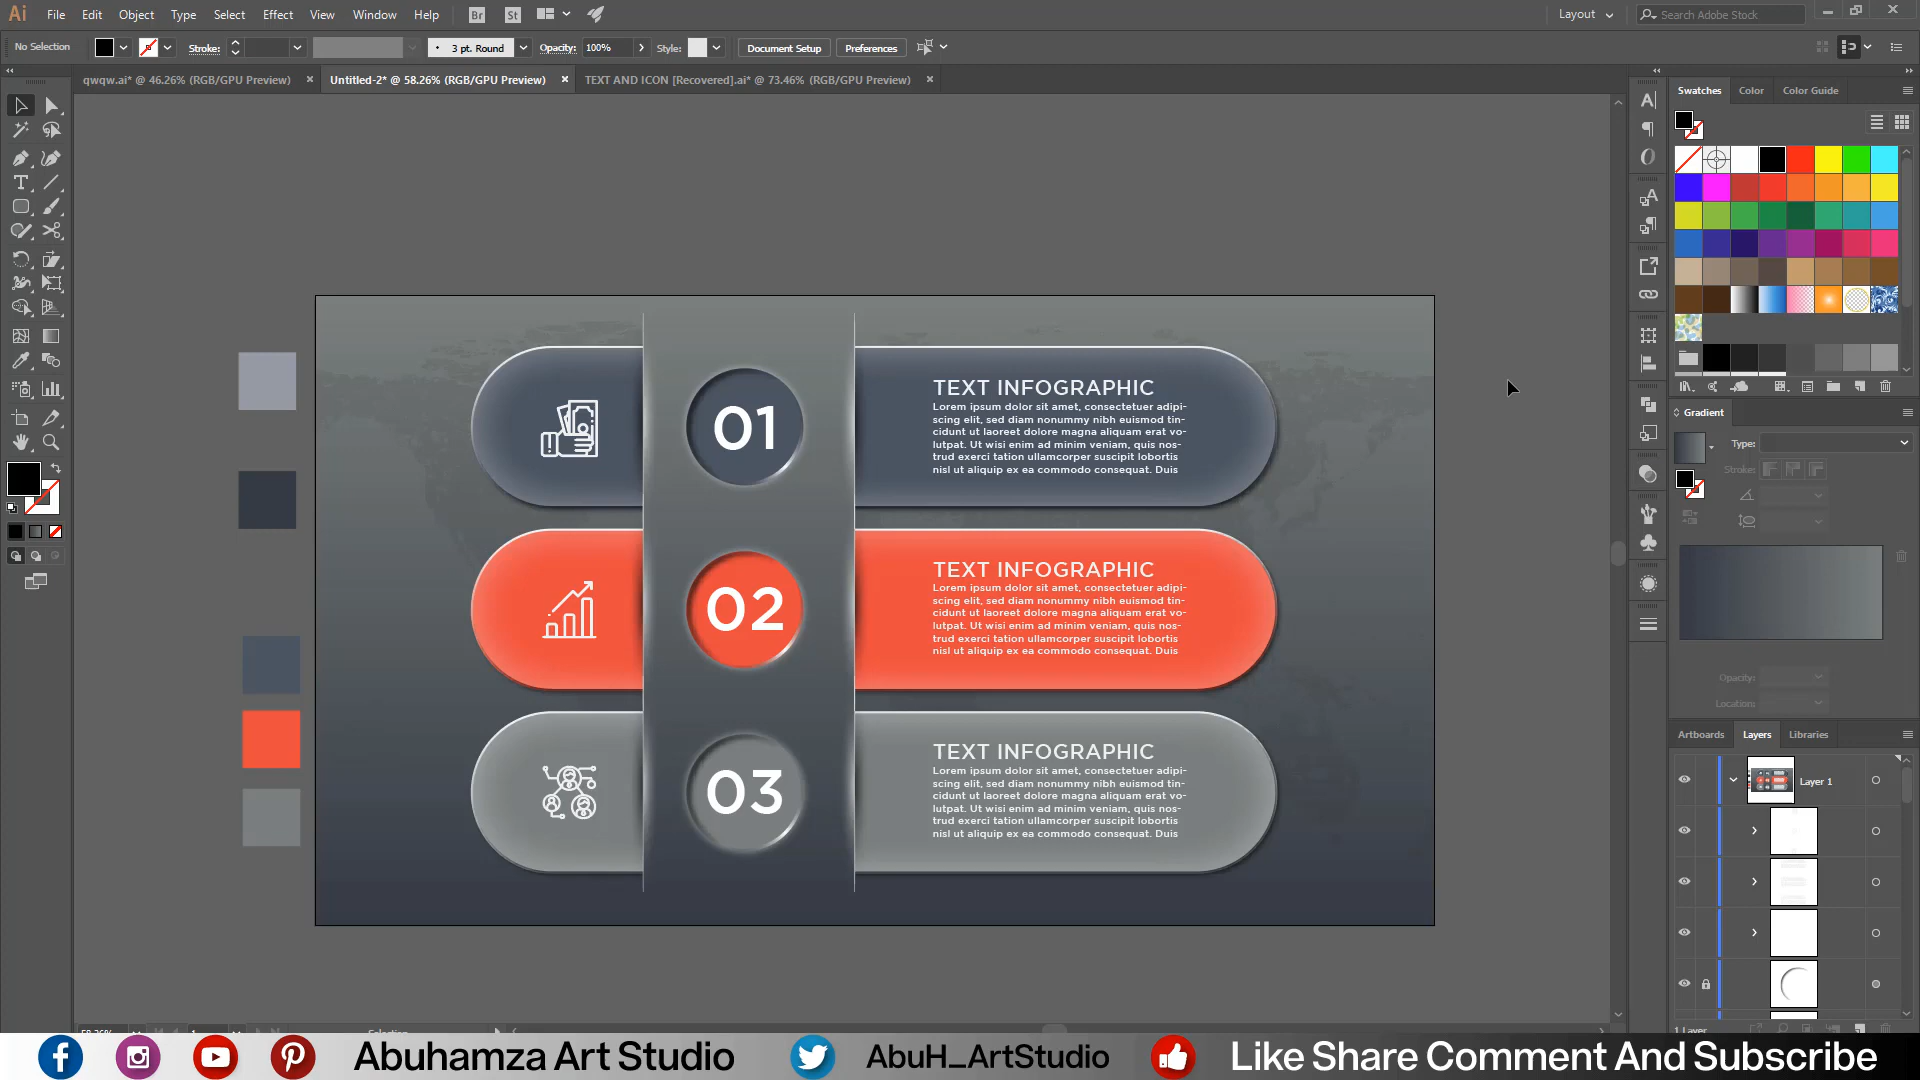 Ai File Edit Object Type Select Effect View Window Help Br St Layout Search Adobe Stock
No Selection Stroke: 3 pt. Round Opacity: 100% Style: Document Setup Preferences
qwqw.ai* @ 46.26% (RGB/GPU Preview) Untitled-2* @ 58.26% (RGB/GPU Preview) TEXT AND ICON [Recovered].ai* @ 73.46% (RGB/GPU Preview)
Swatches Color Color Guide
TEXT INFOGRAPHIC
Lorem ipsum dolor sit amet, consectetuer adipi-
scing elit, sed diam nonummy nibh euismod tin-
cidunt ut laoreet dolore magna aliquam erat vo-
lutpat. Ut wisi enim ad minim veniam, quis nos-
trud exerci tation ullamcorper suscipit lobortis
nisl ut aliquip ex ea commodo consequat. Duis
01
Gradient
Type:
Stroke:
TEXT INFOGRAPHIC
Lorem ipsum dolor sit amet, consectetuer adipi-
scing elit, sed diam nonummy nibh euismod tin-
cidunt ut laoreet dolore magna aliquam erat vo-
lutpat. Ut wisi enim ad minim veniam, quis nos-
trud exerci tation ullamcorper suscipit lobortis
nisl ut aliquip ex ea commodo consequat. Duis
02
Opacity:
Location:
Artboards Layers Libraries
TEXT INFOGRAPHIC
Lorem ipsum dolor sit amet, consectetuer adipi-
scing elit, sed diam nonummy nibh euismod tin-
cidunt ut laoreet dolore magna aliquam erat vo-
lutpat. Ut wisi enim ad minim veniam, quis nos-
trud exerci tation ullamcorper suscipit lobortis
nisl ut aliquip ex ea commodo consequat. Duis
03
Layer 1
58.26% 1 Selection
1 Layer
Abuhamza Art Studio AbuH_ArtStudio Like Share Comment And Subscribe